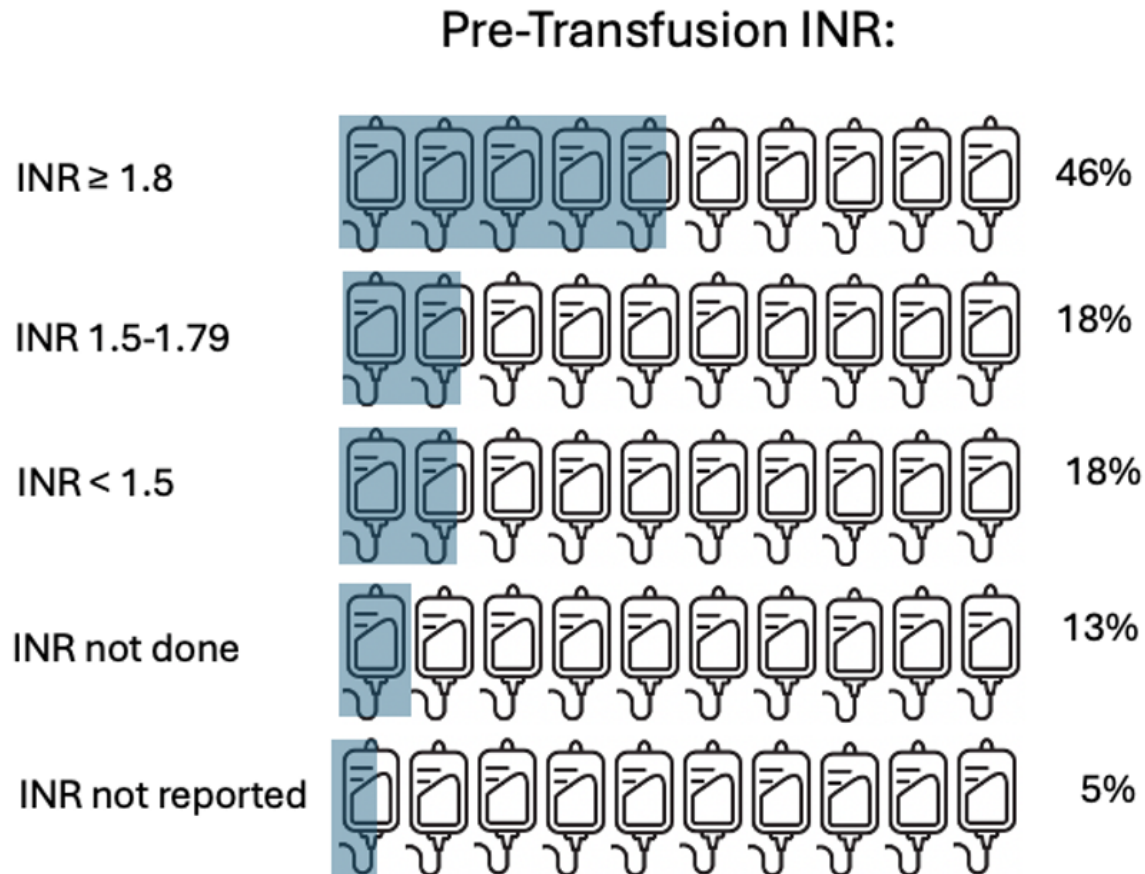 Pre-Transfusion INR:
INR ≥ 1.8 46%
INR 1.5-1.79 18%
INR < 1.5 18%
INR not done 13%
INR not reported 5%